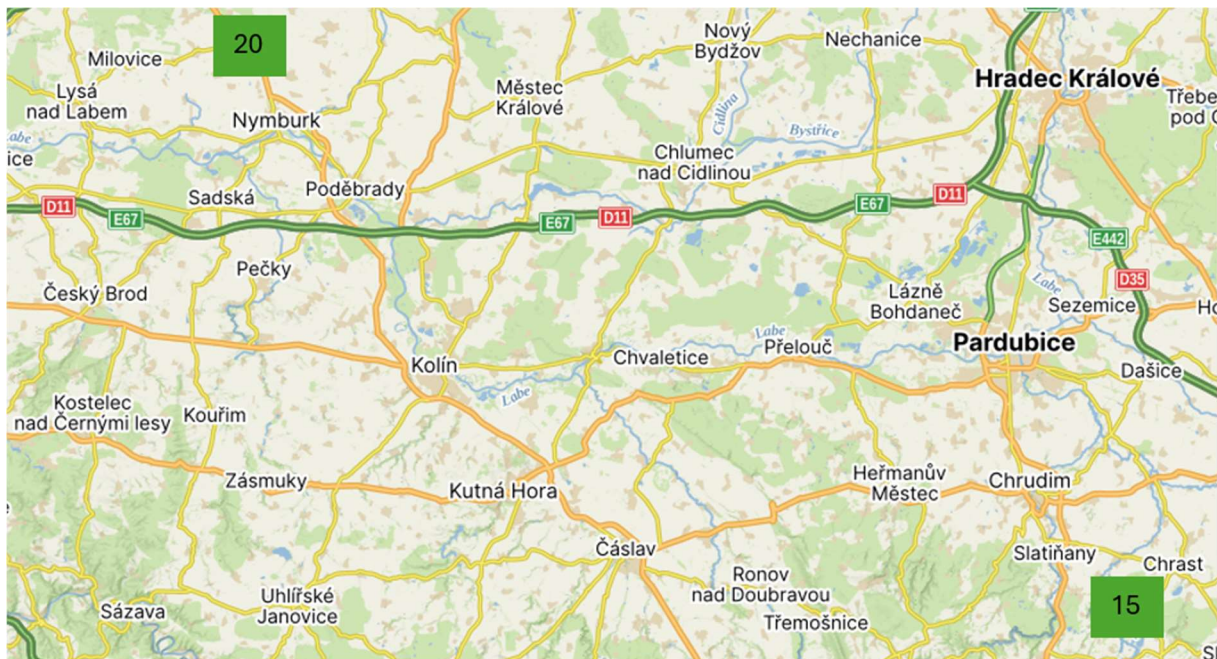 20
Milovice
Nový
Bydžov
Nechanice
Hradec Králové
Lysá
nad Labem
Městec
Králové
Třebe
pod
Nymburk
Cidlina
Bystřice
Labe
ice
Chlumec
nad Cidlinou
Sadská
Poděbrady
D11
E67
E67
D11
E67
D11
E442
D35
Pečky
Český Brod
Lázně
Bohdaneč
Labe
Sezemice
Ho
Labe
Pardubice
Kolín
Chvaletice
Přelouč
Dašice
Labe
Kostelec
nad Černými lesy
Kouřim
Zásmuky
Kutná Hora
Heřmanův
Městec
Chrudim
Čáslav
Slatiňany
Chrast
Ronov
nad Doubravou
Třemošnice
Uhlířské
Janovice
Sázava
15